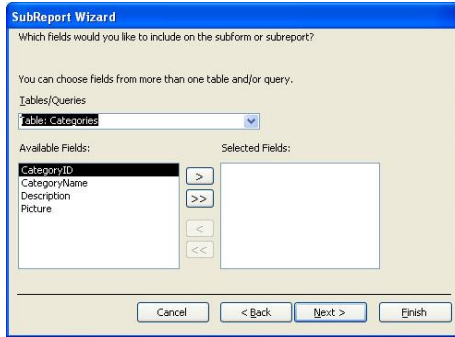 SubReport Wizard
Which fields would you like to include on the subform or subreport?
You can choose fields from more than one table and/or query.
Tables/Queries
Table: Categories
Available Fields: Selected Fields:
CategoryID
CategoryName
Description
Picture
>
>>
<
<<
Cancel < Back Next > Finish